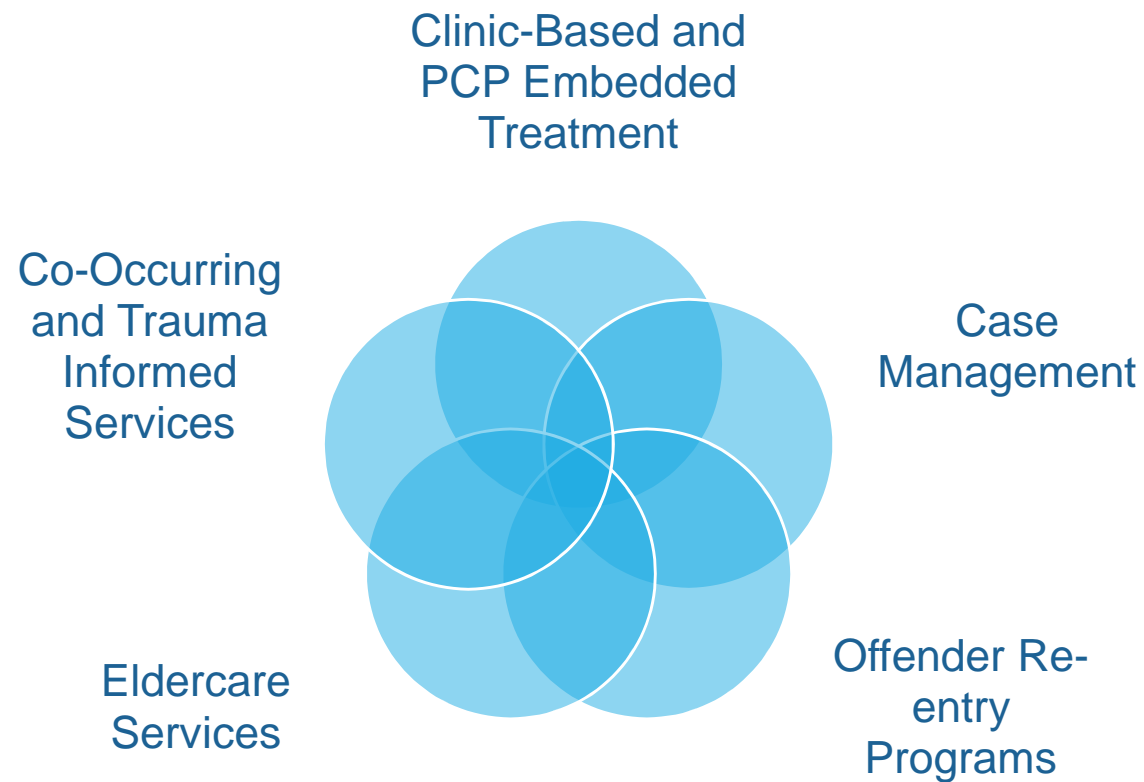 Clinic-Based and
PCP Embedded
Treatment
Co-Occurring
and Trauma
Informed
Services
Case
Management
Eldercare
Services
Offender Re-
entry
Programs